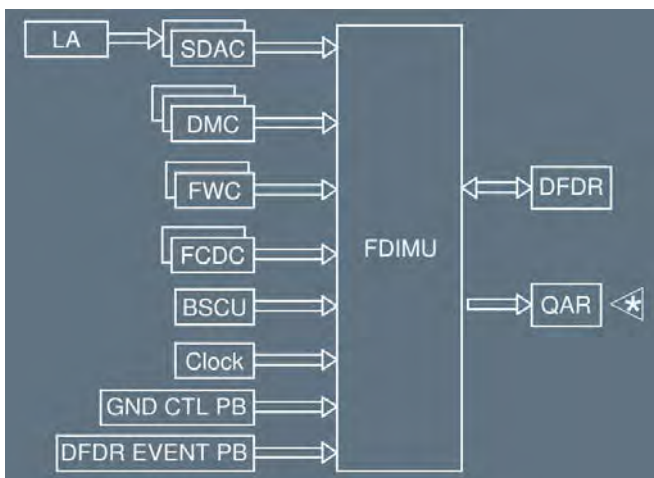 LA
SDAC
DMC
FWC
FCDC
BSCU
Clock
GND CTL PB
DFDR EVENT PB
FDIMU
DFDR
QAR *